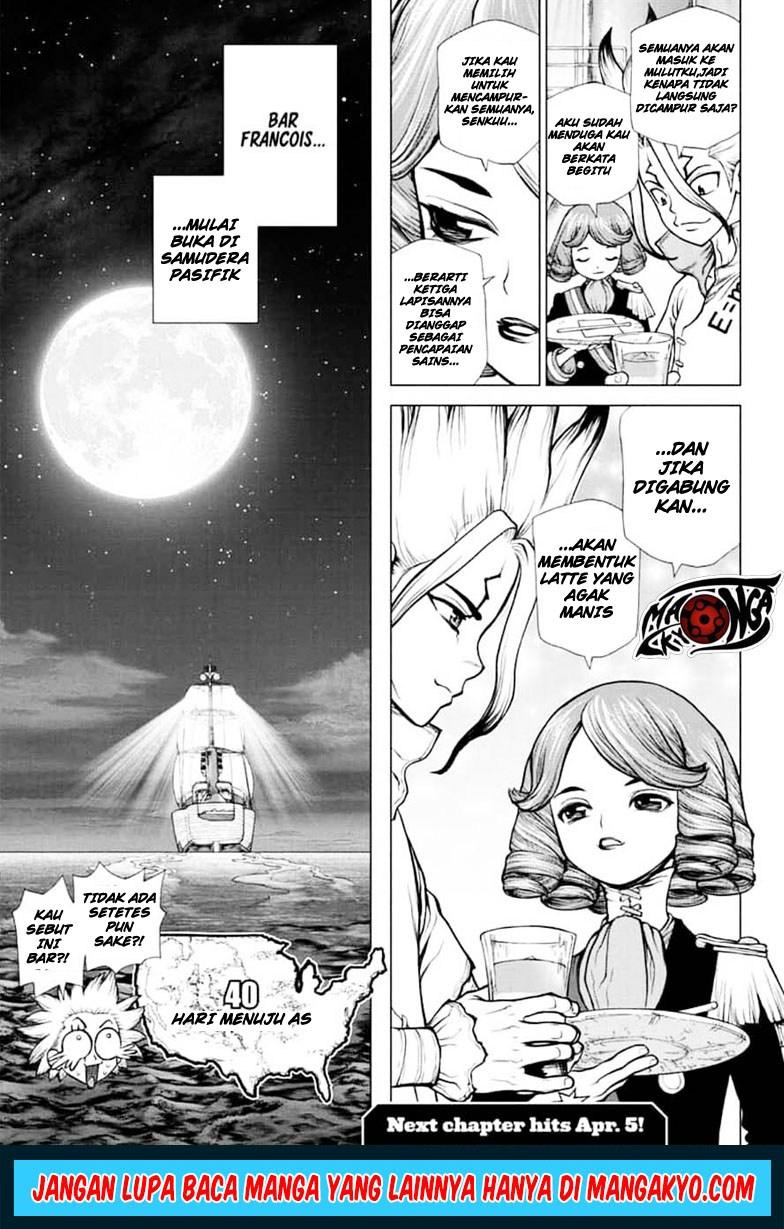 SEMUANYA AKAN
MASUK KE
MULUTKU,JADI
KENAPA TIDAK
LANGSUNG
DICAMPUR SAJA?
AKU SUDAH
MENDUGA KAU
AKAN
BERKATA
BEGITU
JIKA KAU
MEMILIH
UNTUK
MENCAMPUR-
KAN SEMUANYA,
SENKUU...
...BERARTI
KETIGA
LAPISANNYA
BISA
DIANGGAP
SEBAGAI
PENCAPAIAN
SAINS...
E=m
...DAN
JIKA
DIGABUNG
KAN...
...AKAN
MEMBENTUK
LATTE YANG
AGAK
MANIS
MANGA
KYO
BAR
FRANCOIS...
...MULAI
BUKA DI
SAMUDERA
PASIFIK
TIDAK ADA
SETETES
PUN
SAKE?!
KAU
SEBUT
INI
BAR?!
40
HARI MENUJU AS
Next chapter hits Apr. 5!
JANGAN LUPA BACA MANGA YANG LAINNYA HANYA DI MANGAKYO.COM